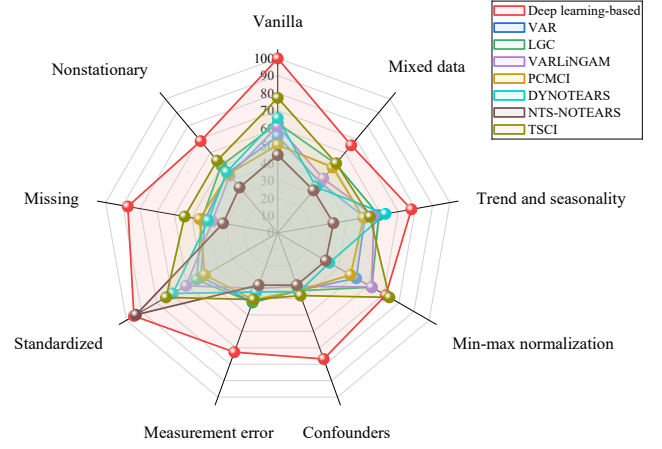 Deep learning-based
VAR
LGC
VARLiNGAM
PCMCI
DYNOTEARS
NTS-NOTEARS
TSCI
Vanilla
Nonstationary
Mixed data
100
90
80
70
60
50
40
30
20
10
0
Missing
Trend and seasonality
Standardized
Min-max normalization
Measurement error
Confounders